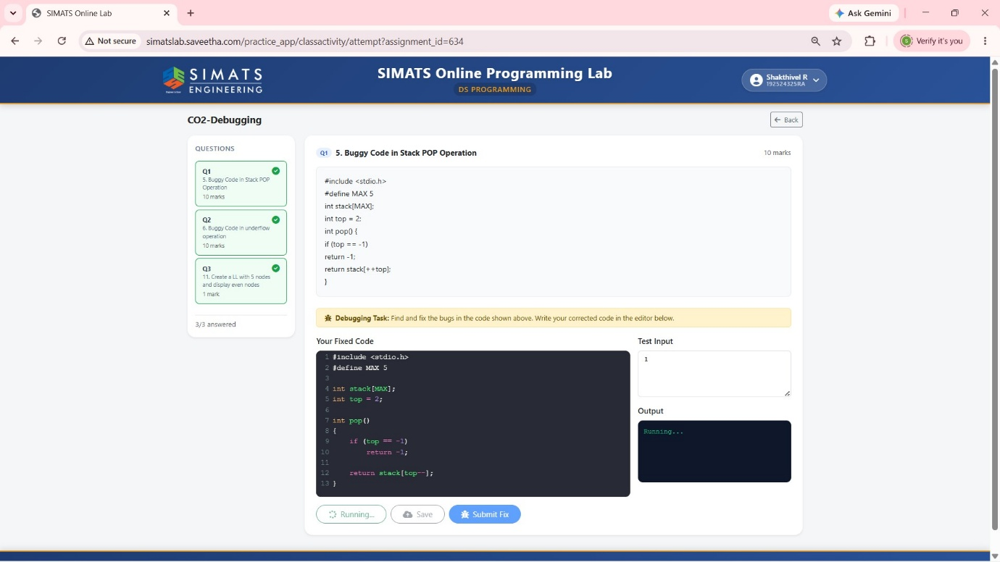 SIMATS Online Lab
Ask Gemini
Not secure
simatslab.saveetha.com/practice_app/classactivity/attempt?assignment_id=634
Verify it's you
SIMATS
ENGINEERING
SIMATS Online Programming Lab
DS PROGRAMMING
Shakthivel R
192524325RA
CO2-Debugging
Back
QUESTIONS
Q1
5. Buggy Code in Stack POP
Operation
10 marks
Q2
6. Buggy Code in underflow
operation
10 marks
Q3
11. Create a LL with 5 nodes
and display even nodes
1 mark
3/3 answered
Q1 5. Buggy Code in Stack POP Operation
10 marks
#include <stdio.h>
#define MAX 5
int stack[MAX];
int top = 2;
int pop() {
if (top == -1)
return -1;
return stack[++top];
}
Debugging Task: Find and fix the bugs in the code shown above. Write your corrected code in the editor below.
Your Fixed Code
1 #include <stdio.h>
2 #define MAX 5
3
4 int stack[MAX];
5 int top = 2;
6
7 int pop()
8 {
9 if (top == -1)
10 return -1;
11
12 return stack[top--];
13 }
Test Input
1
Output
Running...
Running...
Save
Submit Fix